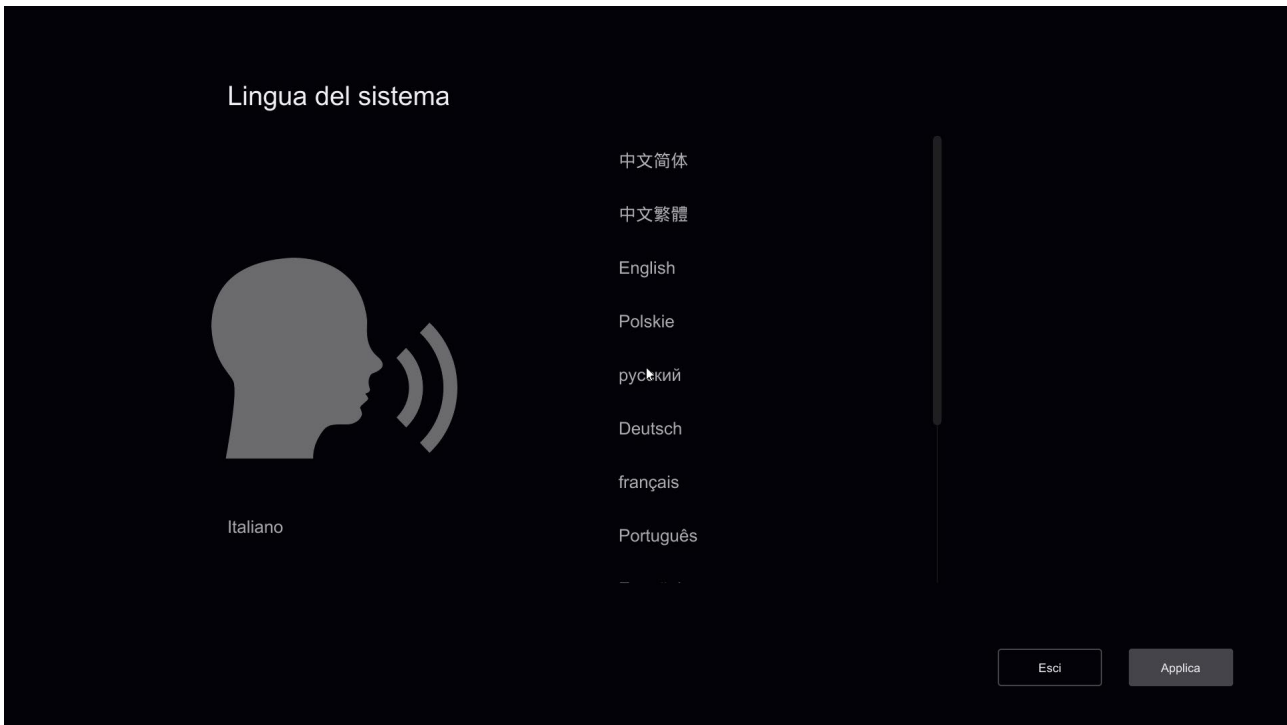 Lingua del sistema
中文简体
中文繁體
English
Polskie
русский
Deutsch
français
Português
Italiano
Esci
Applica